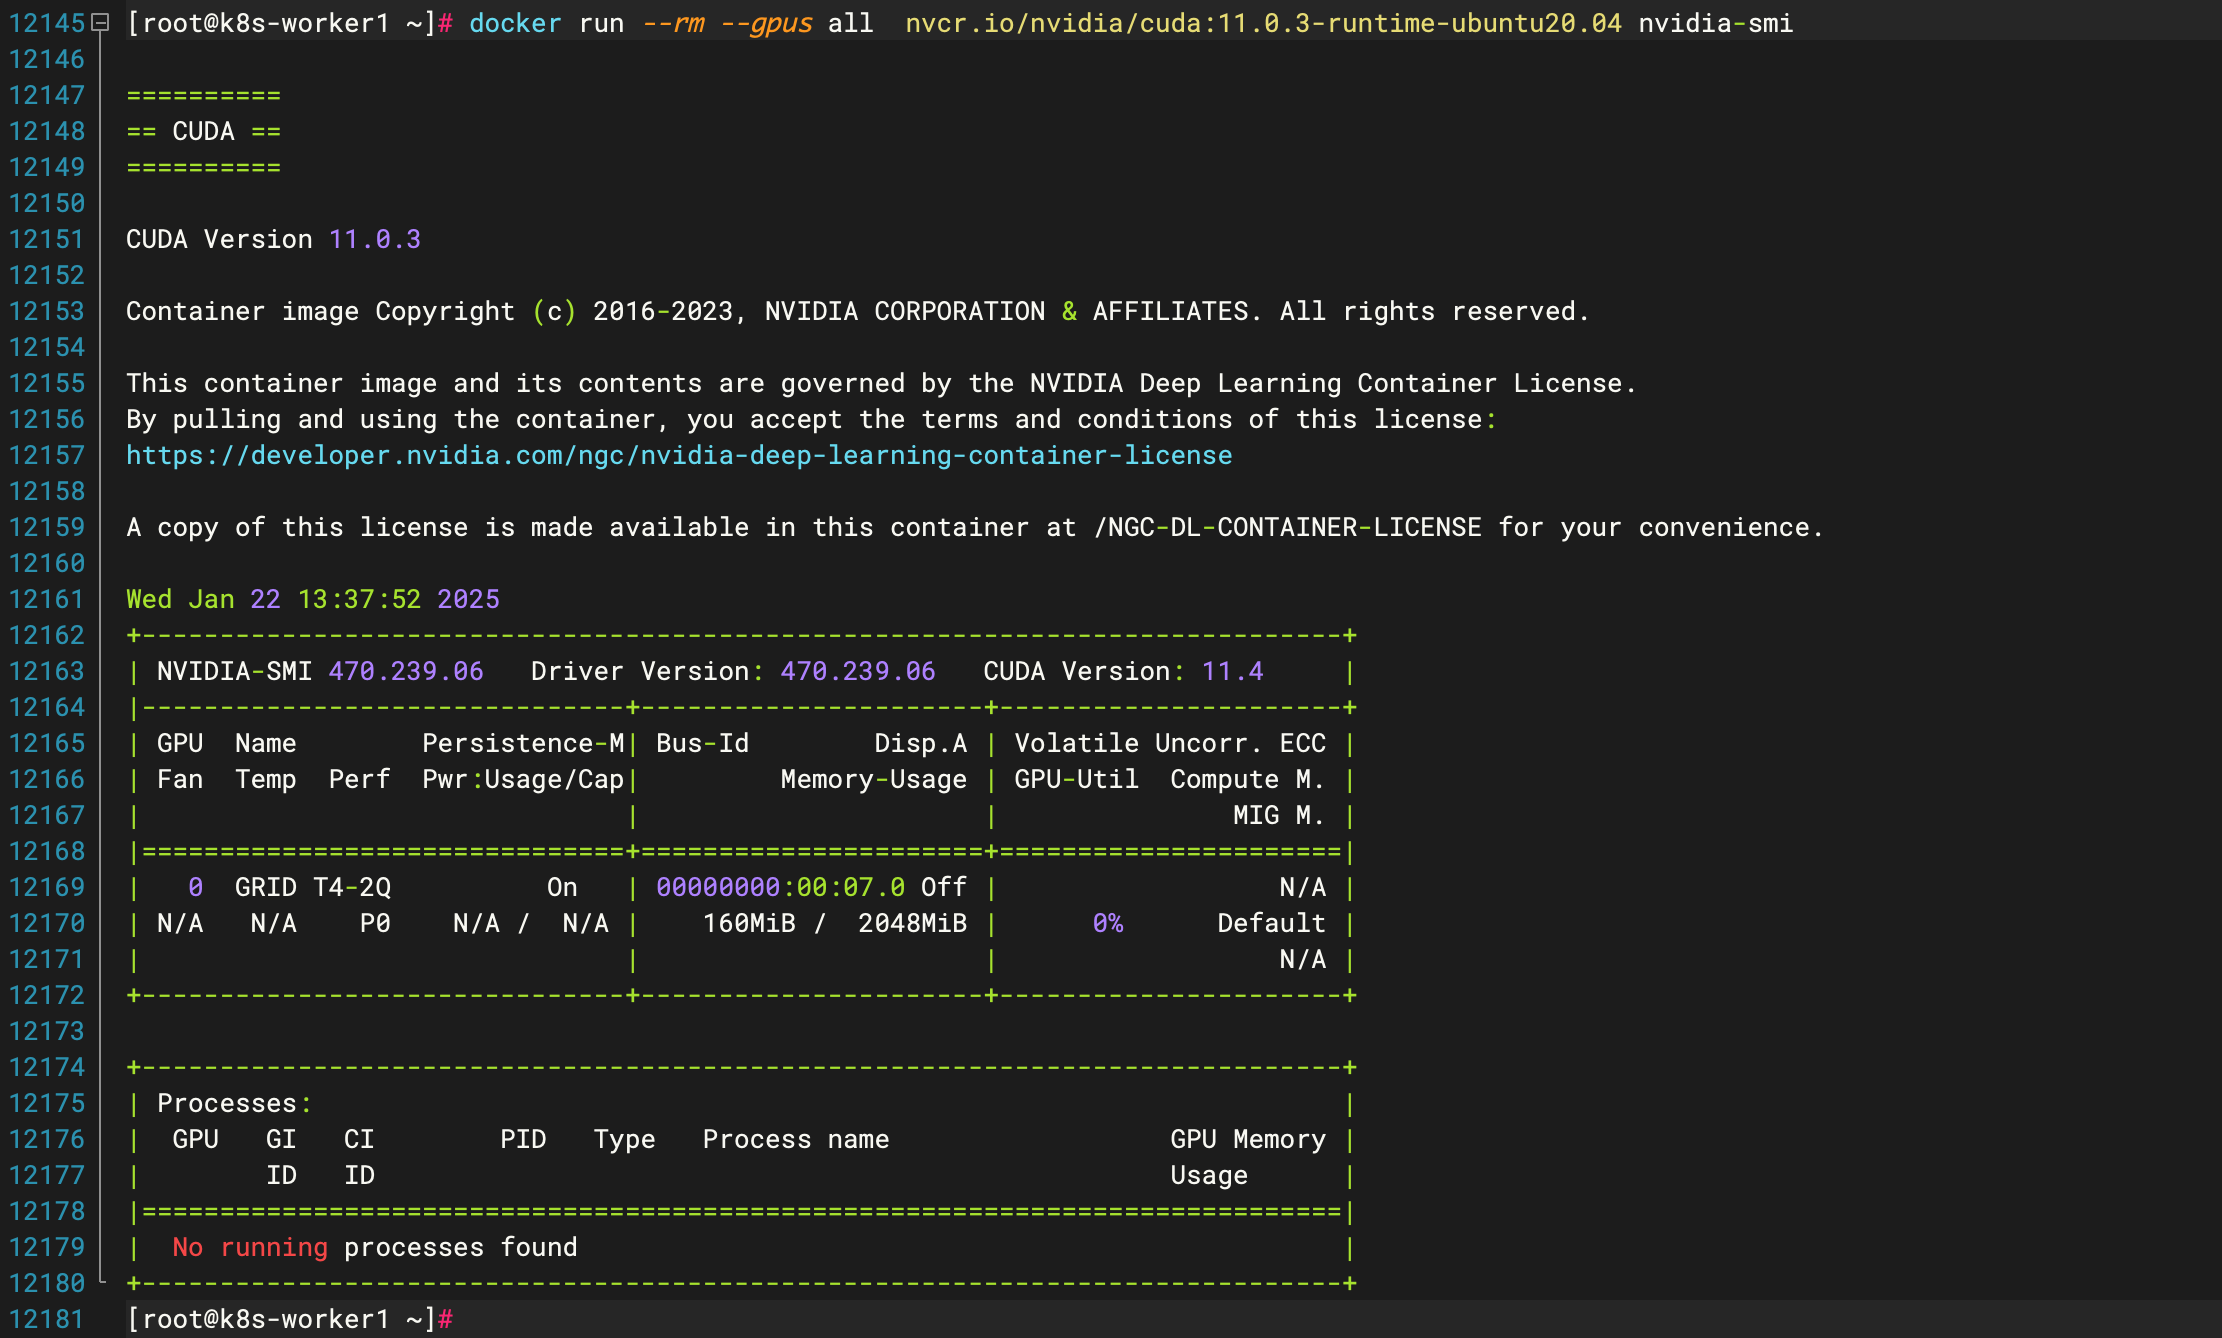 12145 [root@k8s-worker1 ~]# docker run --rm --gpus all  nvcr.io/nvidia/cuda:11.0.3-runtime-ubuntu20.04 nvidia-smi
12146
12147 ==========
12148 == CUDA ==
12149 ==========
12150
12151 CUDA Version 11.0.3
12152
12153 Container image Copyright (c) 2016-2023, NVIDIA CORPORATION & AFFILIATES. All rights reserved.
12154
12155 This container image and its contents are governed by the NVIDIA Deep Learning Container License.
12156 By pulling and using the container, you accept the terms and conditions of this license:
12157 https://developer.nvidia.com/ngc/nvidia-deep-learning-container-license
12158
12159 A copy of this license is made available in this container at /NGC-DL-CONTAINER-LICENSE for your convenience.
12160
12161 Wed Jan 22 13:37:52 2025
12162 +-----------------------------------------------------------------------------+
12163 | NVIDIA-SMI 470.239.06   Driver Version: 470.239.06   CUDA Version: 11.4     |
12164 |-------------------------------+----------------------+----------------------+
12165 | GPU  Name        Persistence-M| Bus-Id        Disp.A | Volatile Uncorr. ECC |
12166 | Fan  Temp  Perf  Pwr:Usage/Cap|         Memory-Usage | GPU-Util  Compute M. |
12167 |                               |                      |               MIG M. |
12168 |===============================+======================+======================|
12169 |   0  GRID T4-2Q          On   | 00000000:00:07.0 Off |                  N/A |
12170 | N/A   N/A    P0    N/A /  N/A |    160MiB /  2048MiB |      0%      Default |
12171 |                               |                      |                  N/A |
12172 +-------------------------------+----------------------+----------------------+
12173
12174 +-----------------------------------------------------------------------------+
12175 | Processes:                                                                  |
12176 |  GPU   GI   CI        PID   Type   Process name                  GPU Memory |
12177 |        ID   ID                                                   Usage      |
12178 |=============================================================================|
12179 |  No running processes found                                                 |
12180 +-----------------------------------------------------------------------------+
12181 [root@k8s-worker1 ~]#